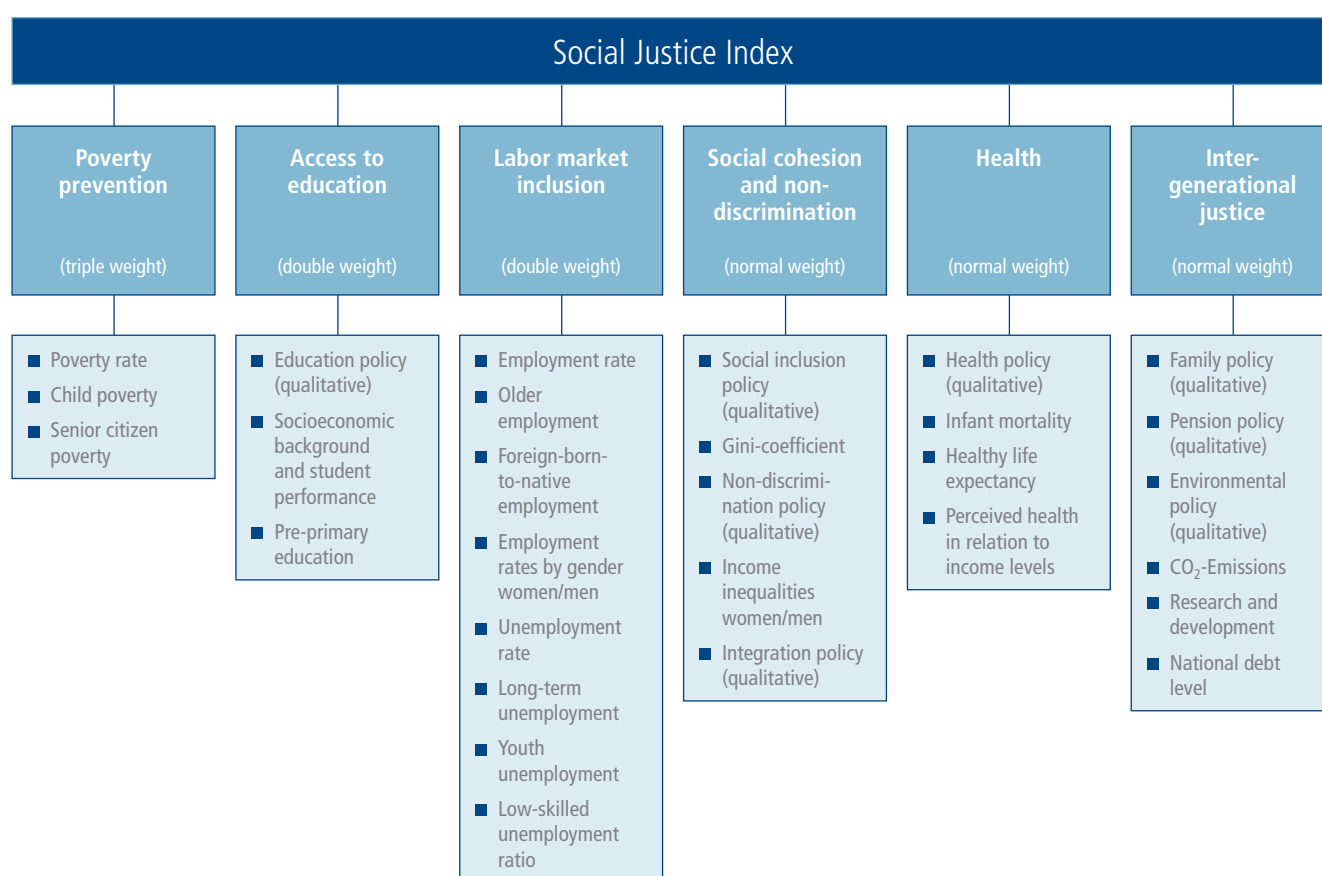 Social Justice Index
Poverty
prevention
(triple weight)
Access to
education
(double weight)
Labor market
inclusion
(double weight)
Social cohesion
and non-
discrimination
(normal weight)
Health
(normal weight)
Inter-
generational
justice
(normal weight)
Poverty rate
Child poverty
Senior citizen
poverty
Education policy
(qualitative)
Socioeconomic
background
and student
performance
Pre-primary
education
Employment rate
Older
employment
Foreign-born-
to-native
employment
Employment
rates by gender
women/men
Unemployment
rate
Long-term
unemployment
Youth
unemployment
Low-skilled
unemployment
ratio
Social inclusion
policy
(qualitative)
Gini-coefficient
Non-discrimi-
nation policy
(qualitative)
Income
inequalities
women/men
Integration policy
(qualitative)
Health policy
(qualitative)
Infant mortality
Healthy life
expectancy
Perceived health
in relation to
income levels
Family policy
(qualitative)
Pension policy
(qualitative)
Environmental
policy
(qualitative)
CO₂-Emissions
Research and
development
National debt
level